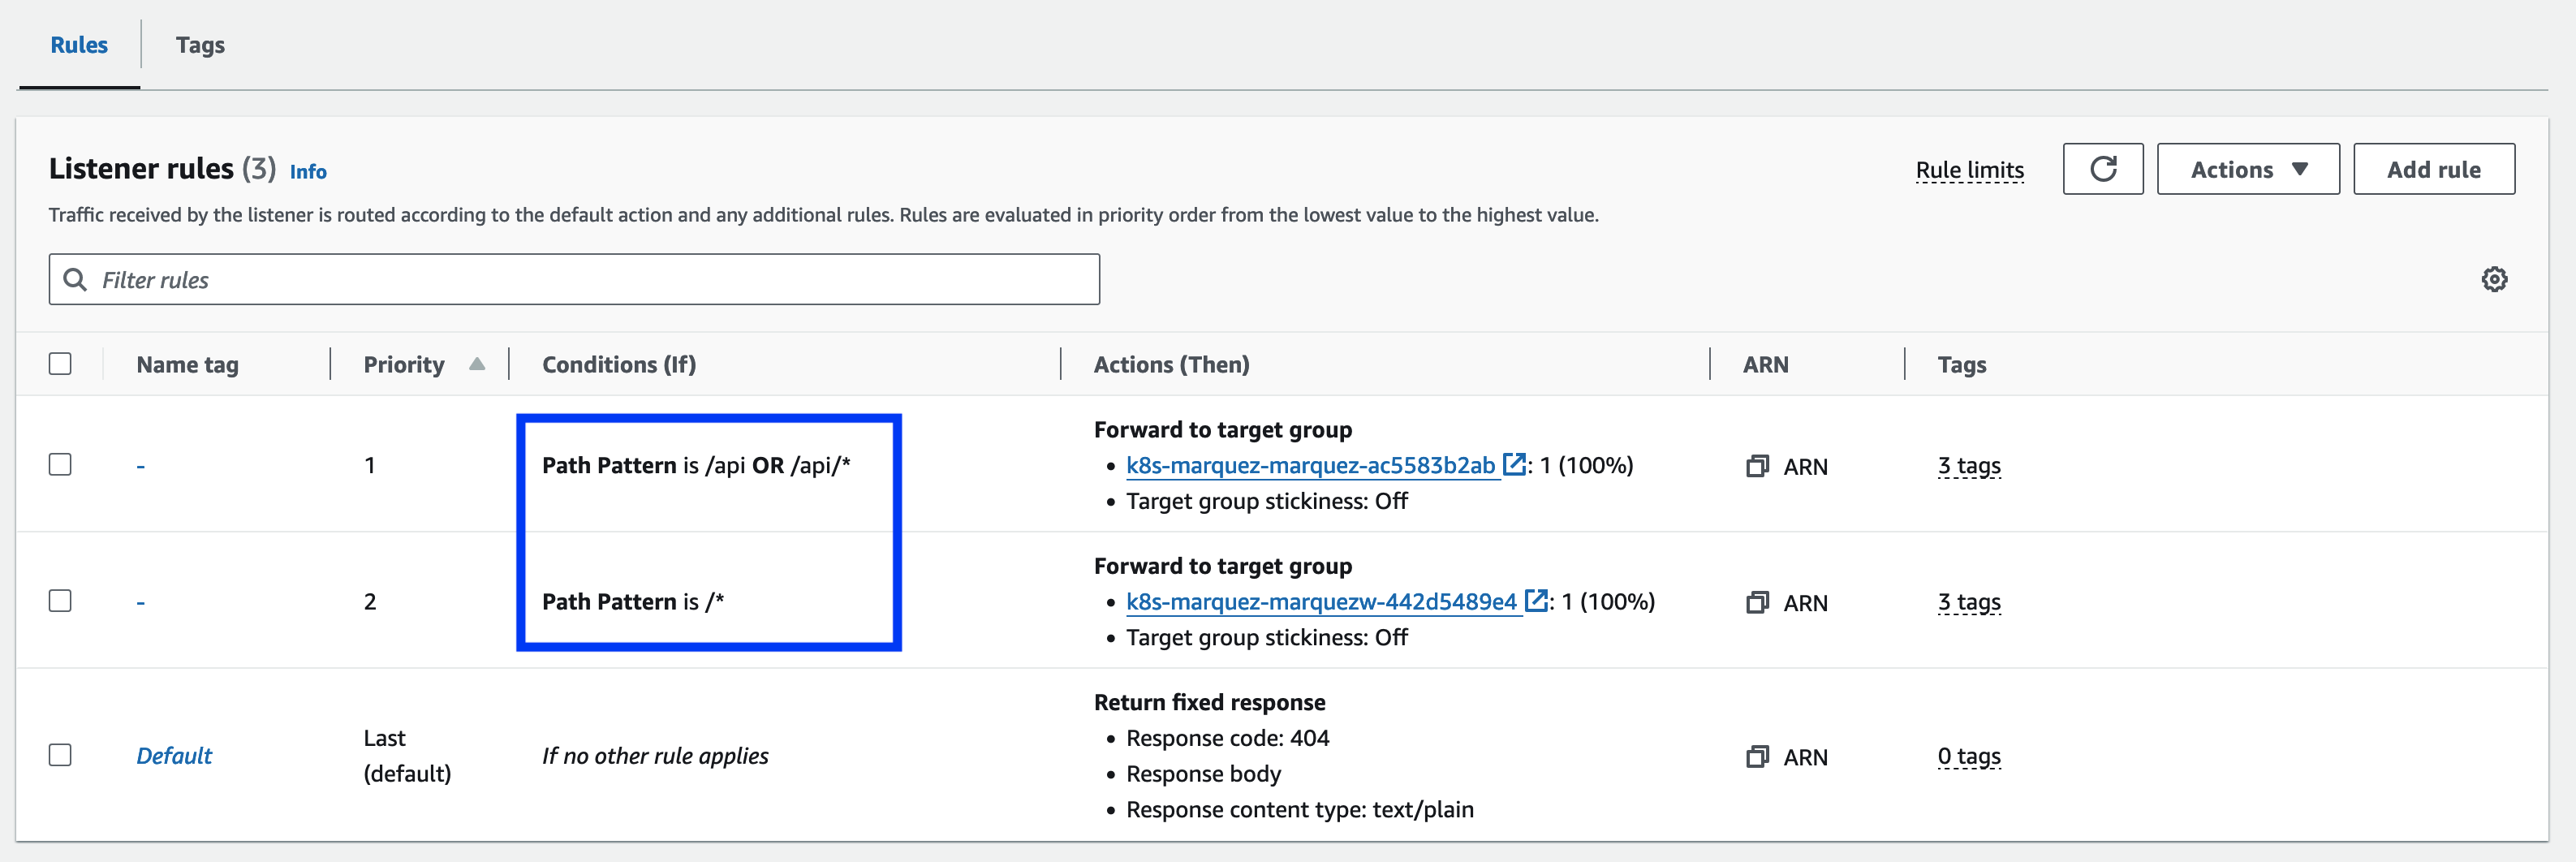 Rules
Tags
Listener rules (3) Info
Rule limits
Actions
Add rule
Traffic received by the listener is routed according to the default action and any additional rules. Rules are evaluated in priority order from the lowest value to the highest value.
Filter rules
Name tag
Priority
Conditions (If)
Actions (Then)
ARN
Tags
-
1
Path Pattern is /api OR /api/*
Forward to target group
• k8s-marquez-marquez-ac5583b2ab : 1 (100%)
• Target group stickiness: Off
ARN
3 tags
-
2
Path Pattern is /*
Forward to target group
• k8s-marquez-marquezw-442d5489e4 : 1 (100%)
• Target group stickiness: Off
ARN
3 tags
Default
Last
(default)
If no other rule applies
Return fixed response
• Response code: 404
• Response body
• Response content type: text/plain
ARN
0 tags